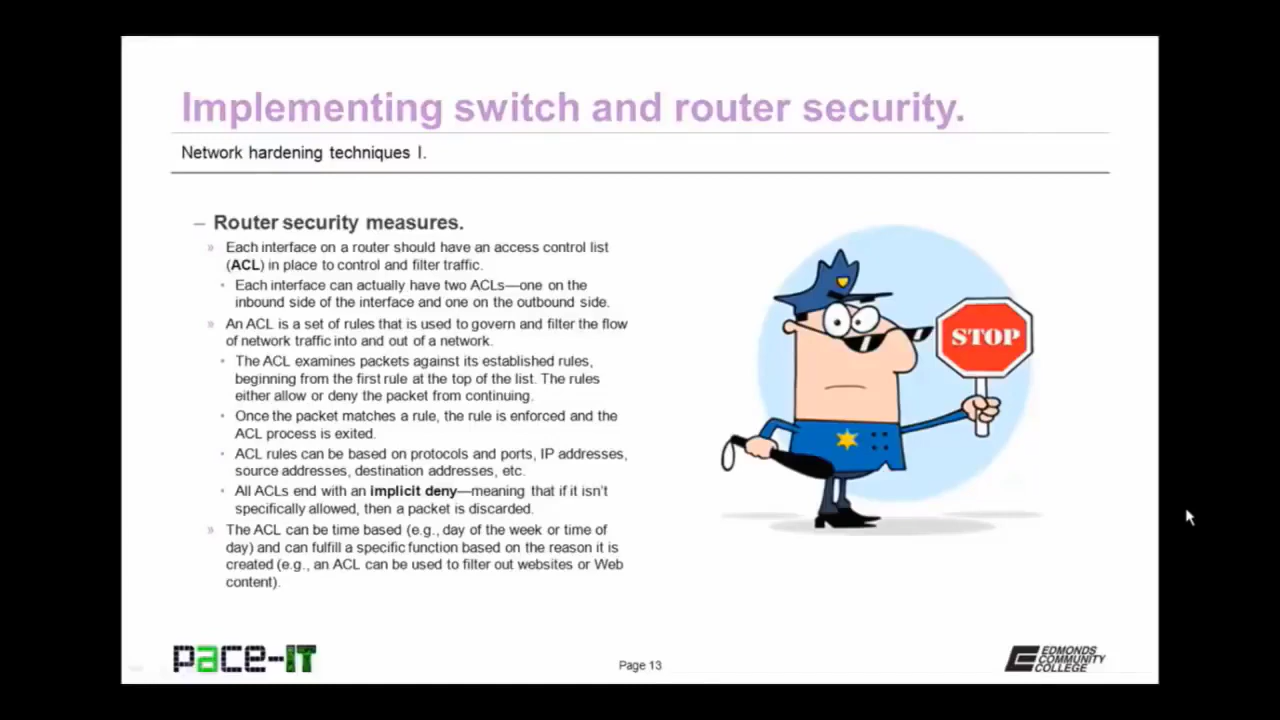 Implementing switch and router security.
Network hardening techniques I.
– Router security measures.
» Each interface on a router should have an access control list
(ACL) in place to control and filter traffic.
• Each interface can actually have two ACLs—one on the
inbound side of the interface and one on the outbound side.
» An ACL is a set of rules that is used to govern and filter the flow
of network traffic into and out of a network.
• The ACL examines packets against its established rules,
beginning from the first rule at the top of the list. The rules
either allow or deny the packet from continuing.
• Once the packet matches a rule, the rule is enforced and the
ACL process is exited.
• ACL rules can be based on protocols and ports, IP addresses,
source addresses, destination addresses, etc.
• All ACLs end with an implicit deny—meaning that if it isn't
specifically allowed, then a packet is discarded.
» The ACL can be time based (e.g., day of the week or time of
day) and can fulfill a specific function based on the reason it is
created (e.g., an ACL can be used to filter out websites or Web
content).
STOP
pace-IT
Page 13
EDMONDS
COMMUNITY
COLLEGE